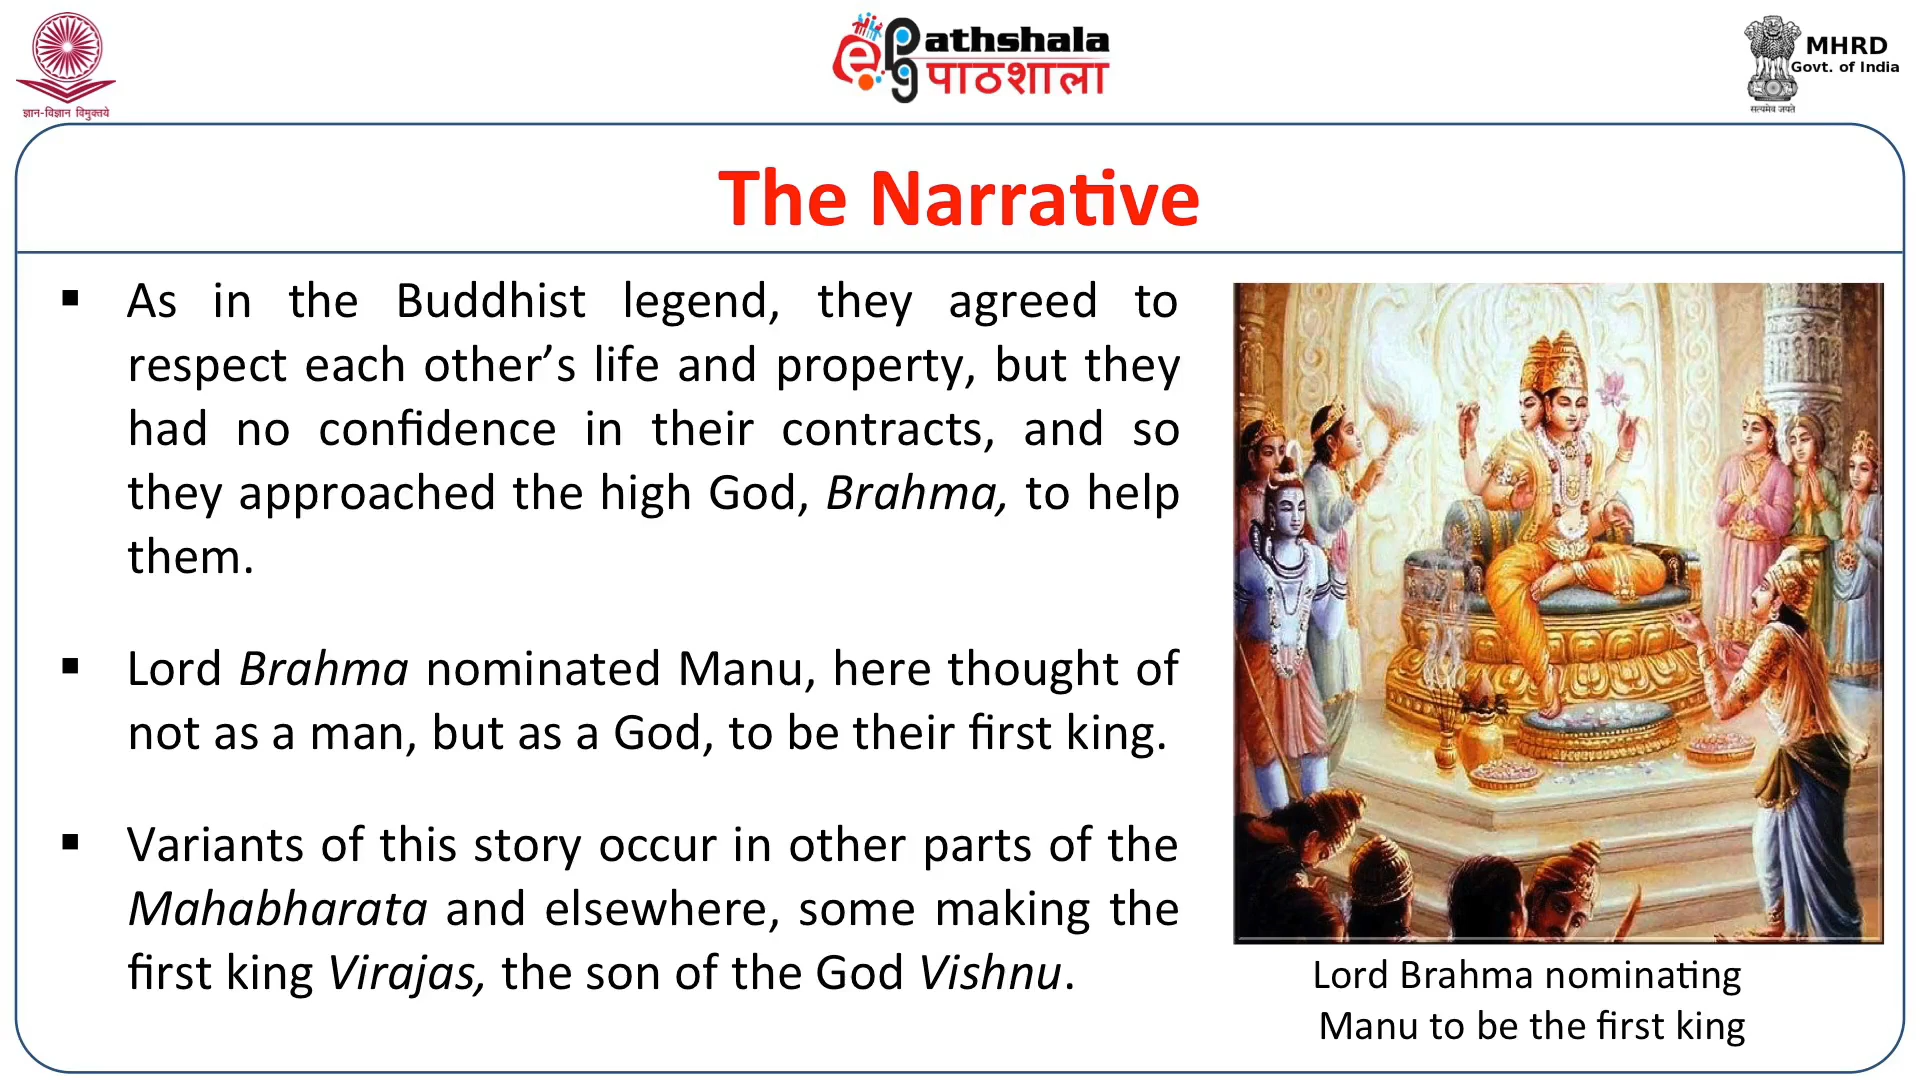 ज्ञान-विज्ञान विमुक्तये
ePG Pathshala
पाठशाला
MHRD
Govt. of India
सत्यमेव जयते
The Narrative
▪ As in the Buddhist legend, they agreed to
respect each other’s life and property, but they
had no confidence in their contracts, and so
they approached the high God, Brahma, to help
them.
▪ Lord Brahma nominated Manu, here thought of
not as a man, but as a God, to be their first king.
▪ Variants of this story occur in other parts of the
Mahabharata and elsewhere, some making the
first king Virajas, the son of the God Vishnu.
Lord Brahma nominating
Manu to be the first king